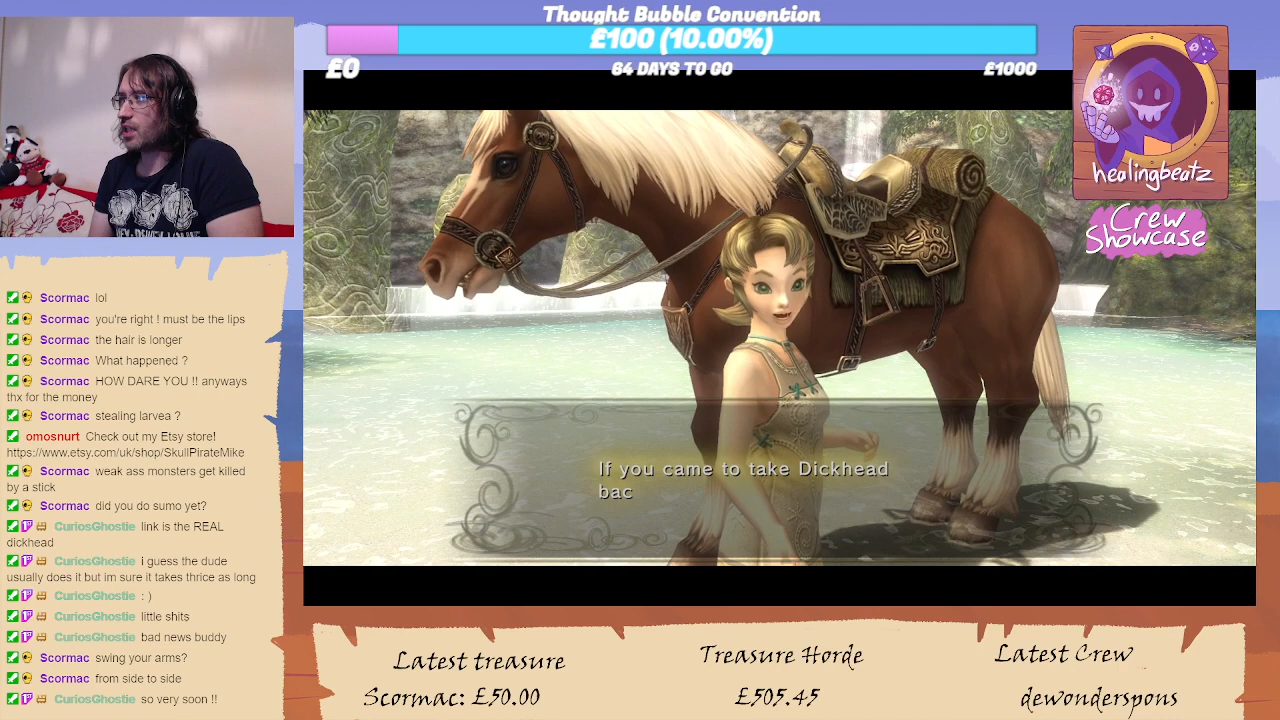 Thought Bubble Convention
£100 (10.00%)
£0
64 DAYS TO GO
£1000
healingbeatz
Crew
Showcase
Scormac lol
Scormac you're right ! must be the lips
Scormac the hair is longer
Scormac What happened ?
Scormac HOW DARE YOU !! anyways
thx for the money
Scormac stealing larvea ?
omosnurt Check out my Etsy store!
https://www.etsy.com/uk/shop/SkullPirateMike
Scormac weak ass monsters get killed
by a stick
Scormac did you do sumo yet?
CuriosGhostie link is the REAL
dickhead
CuriosGhostie i guess the dude
usually does it but im sure it takes thrice as long
CuriosGhostie : )
CuriosGhostie little shits
CuriosGhostie bad news buddy
Scormac swing your arms?
Scormac from side to side
CuriosGhostie so very soon !!
If you came to take Dickhead
bac
Latest treasure
Scormac: £50.00
Treasure Horde
£505.45
Latest Crew
dewonderspons